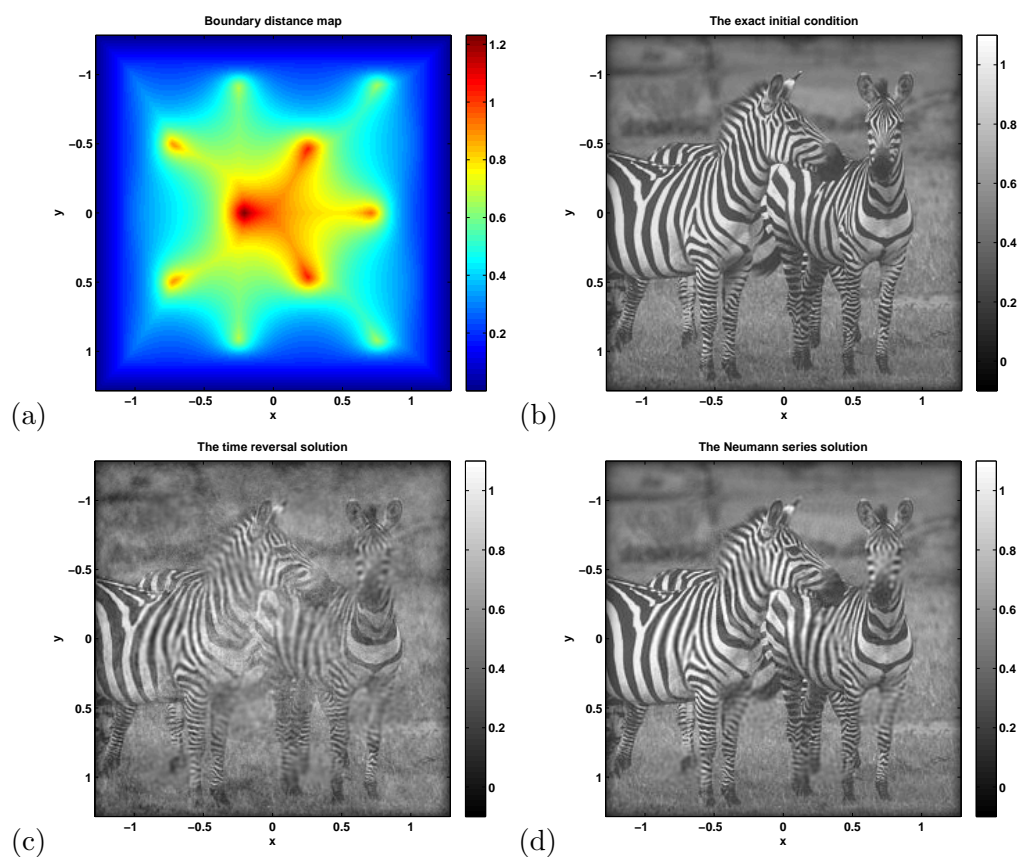 Boundary distance map
−1
−0.5
0
0.5
1
y
−1 −0.5 0 0.5 1
x
1.2
1
0.8
0.6
0.4
0.2
(a)
The exact initial condition
−1
−0.5
0
0.5
1
y
−1 −0.5 0 0.5 1
x
1
0.8
0.6
0.4
0.2
0
(b)
The time reversal solution
−1
−0.5
0
0.5
1
y
−1 −0.5 0 0.5 1
x
1
0.8
0.6
0.4
0.2
0
(c)
The Neumann series solution
−1
−0.5
0
0.5
1
y
−1 −0.5 0 0.5 1
x
1
0.8
0.6
0.4
0.2
0
(d)